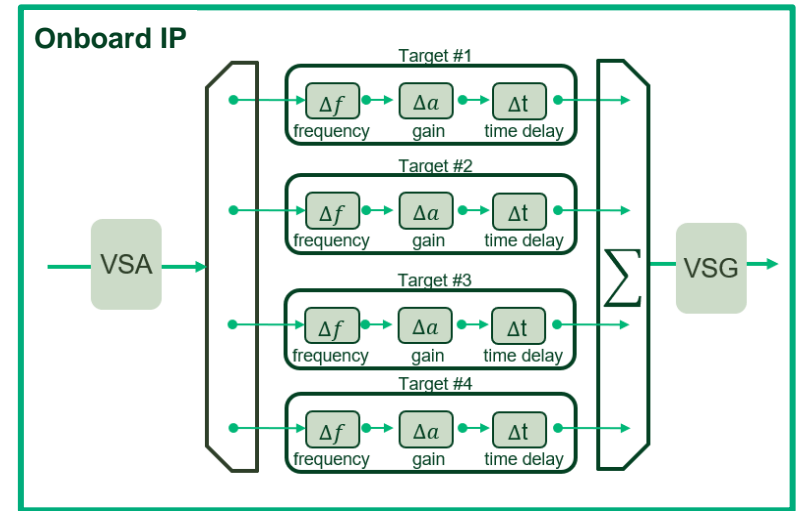 Onboard IP
Target #1
Δf Δa Δt
frequency gain time delay
Target #2
Δf Δa Δt
frequency gain time delay
VSA
∑
VSG
Target #3
Δf Δa Δt
frequency gain time delay
Target #4
Δf Δa Δt
frequency gain time delay